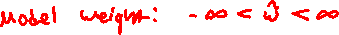 Model weight: -∞ < ŵ < ∞